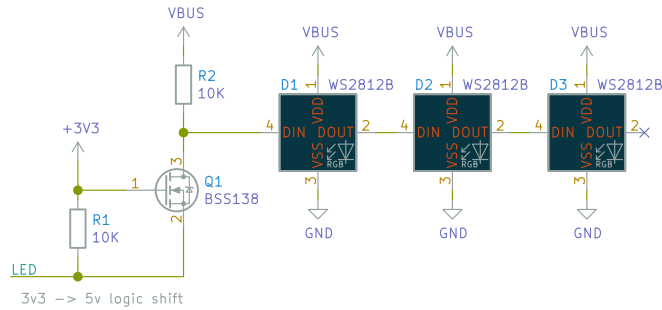 VBUS
R2
10K
+3V3
1
3
Q1
BSS138
2
R1
10K
LED
3v3 -> 5v logic shift
VBUS
D1
1
WS2812B
4
DIN
VDD
DOUT
2
VSS
RGB
3
GND
VBUS
D2
1
WS2812B
4
DIN
VDD
DOUT
2
VSS
RGB
3
GND
VBUS
D3
1
WS2812B
4
DIN
VDD
DOUT
2
VSS
RGB
3
GND